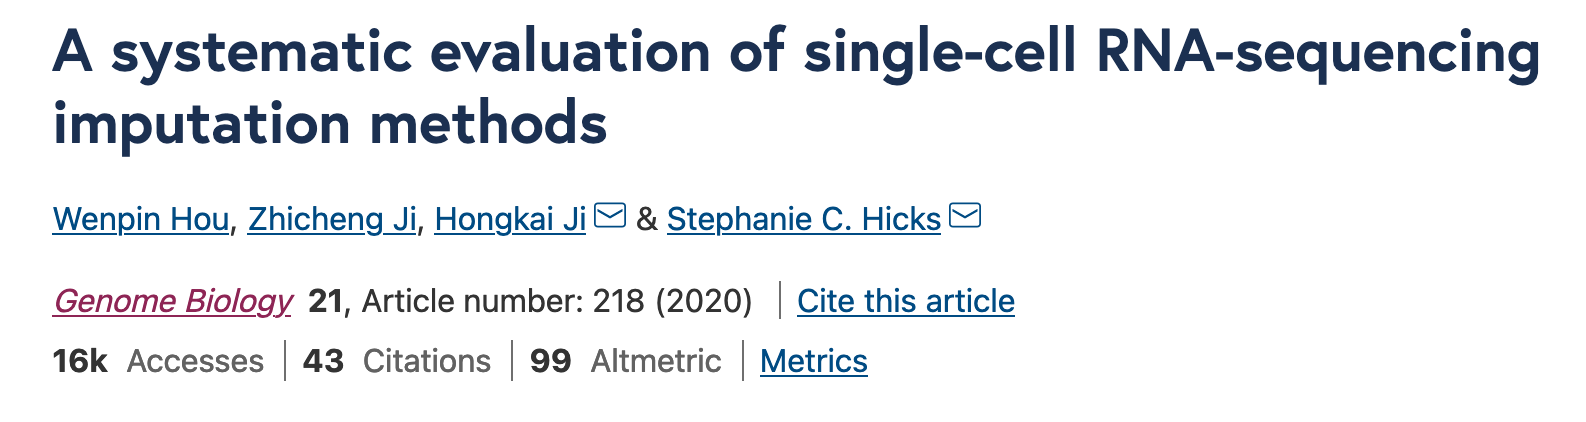 A systematic evaluation of single-cell RNA-sequencing
imputation methods
Wenpin Hou, Zhicheng Ji, Hongkai Ji & Stephanie C. Hicks
Genome Biology 21, Article number: 218 (2020) | Cite this article
16k Accesses | 43 Citations | 99 Altmetric | Metrics